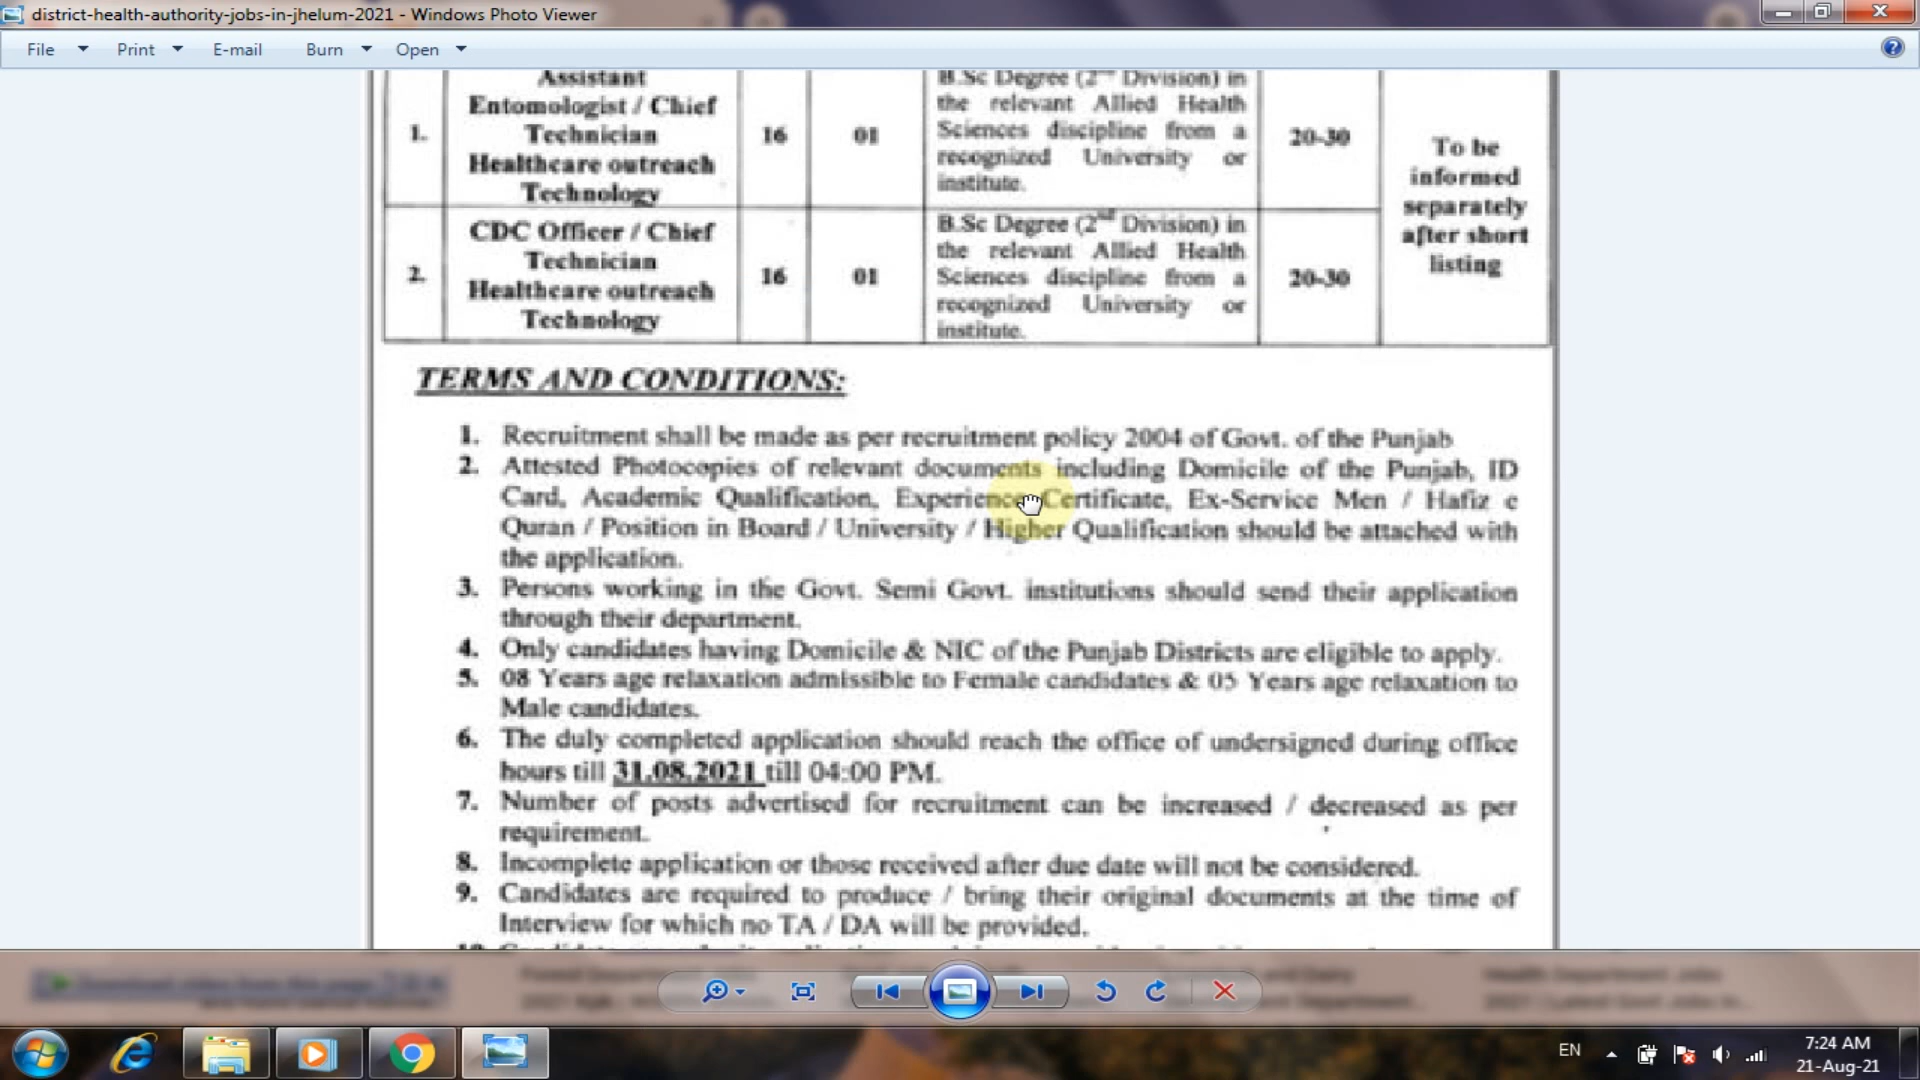 district-health-authority-jobs-in-jhelum-2021 - Windows Photo Viewer
File Print E-mail Burn Open
1.
Assistant
Entomologist / Chief
Technician
Healthcare outreach
Technology
16
01
B.Sc Degree (2nd Division) in
the relevant Allied Health
Sciences discipline from a
recognized University or
institute.
20-30
To be
informed
separately
after short
listing
2.
CDC Officer / Chief
Technician
Healthcare outreach
Technology
16
01
B.Sc Degree (2nd Division) in
the relevant Allied Health
Sciences discipline from a
recognized University or
institute.
20-30
TERMS AND CONDITIONS:
1. Recruitment shall be made as per recruitment policy 2004 of Govt. of the Punjab
2. Attested Photocopies of relevant documents including Domicile of the Punjab, ID
Card, Academic Qualification, Experience Certificate, Ex-Service Men / Hafiz e
Quran / Position in Board / University / Higher Qualification should be attached with
the application.
3. Persons working in the Govt. Semi Govt. institutions should send their application
through their department.
4. Only candidates having Domicile & NIC of the Punjab Districts are eligible to apply.
5. 08 Years age relaxation admissible to Female candidates & 05 Years age relaxation to
Male candidates.
6. The duly completed application should reach the office of undersigned during office
hours till 31.08.2021 till 04:00 PM.
7. Number of posts advertised for recruitment can be increased / decreased as per
requirement.
8. Incomplete application or those received after due date will not be considered.
9. Candidates are required to produce / bring their original documents at the time of
Interview for which no TA / DA will be provided.
Download video from this page
EN
7:24 AM
21-Aug-21